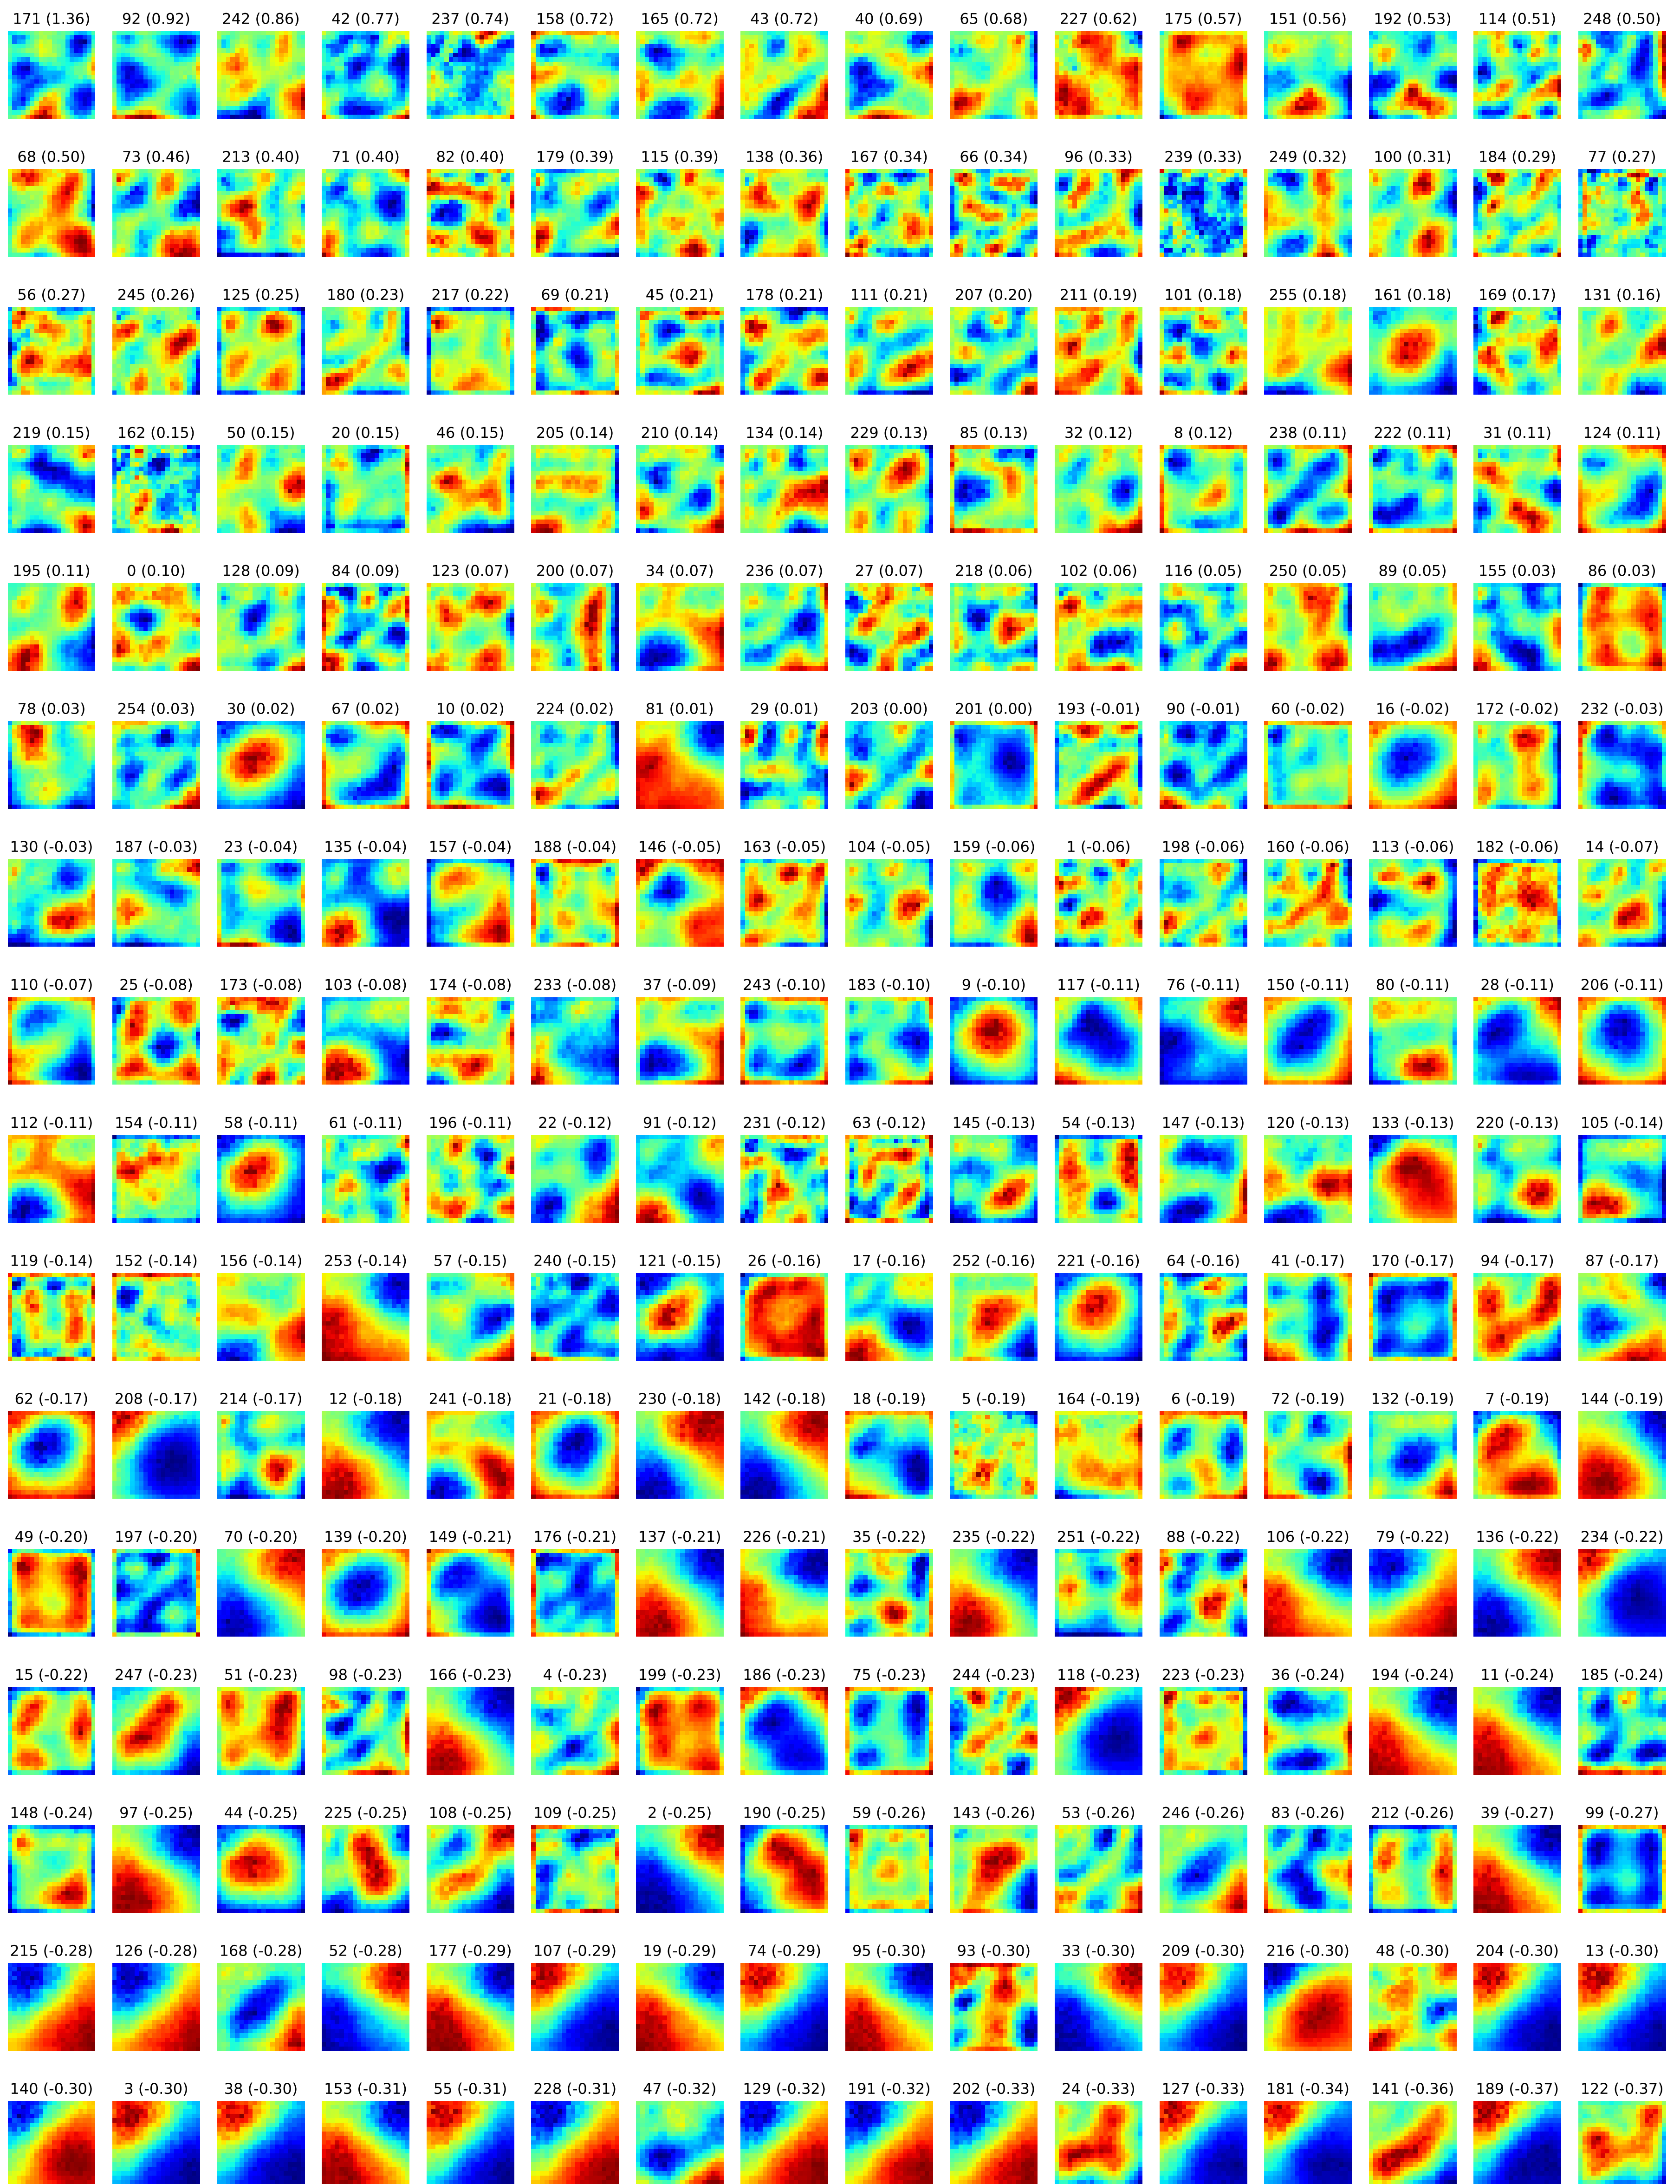 171 (1.36) 92 (0.92) 242 (0.86) 42 (0.77) 237 (0.74) 158 (0.72) 165 (0.72) 43 (0.72) 40 (0.69) 65 (0.68) 227 (0.62) 175 (0.57) 151 (0.56) 192 (0.53) 114 (0.51) 248 (0.50)
68 (0.50) 73 (0.46) 213 (0.40) 71 (0.40) 82 (0.40) 179 (0.39) 115 (0.39) 138 (0.36) 167 (0.34) 66 (0.34) 96 (0.33) 239 (0.33) 249 (0.32) 100 (0.31) 184 (0.29) 77 (0.27)
56 (0.27) 245 (0.26) 125 (0.25) 180 (0.23) 217 (0.22) 69 (0.21) 45 (0.21) 178 (0.21) 111 (0.21) 207 (0.20) 211 (0.19) 101 (0.18) 255 (0.18) 161 (0.18) 169 (0.17) 131 (0.16)
219 (0.15) 162 (0.15) 50 (0.15) 20 (0.15) 46 (0.15) 205 (0.14) 210 (0.14) 134 (0.14) 229 (0.13) 85 (0.13) 32 (0.12) 8 (0.12) 238 (0.11) 222 (0.11) 31 (0.11) 124 (0.11)
195 (0.11) 0 (0.10) 128 (0.09) 84 (0.09) 123 (0.07) 200 (0.07) 34 (0.07) 236 (0.07) 27 (0.07) 218 (0.06) 102 (0.06) 116 (0.05) 250 (0.05) 89 (0.05) 155 (0.03) 86 (0.03)
78 (0.03) 254 (0.03) 30 (0.02) 67 (0.02) 10 (0.02) 224 (0.02) 81 (0.01) 29 (0.01) 203 (0.00) 201 (0.00) 193 (-0.01) 90 (-0.01) 60 (-0.02) 16 (-0.02) 172 (-0.02) 232 (-0.03)
130 (-0.03) 187 (-0.03) 23 (-0.04) 135 (-0.04) 157 (-0.04) 188 (-0.04) 146 (-0.05) 163 (-0.05) 104 (-0.05) 159 (-0.06) 1 (-0.06) 198 (-0.06) 160 (-0.06) 113 (-0.06) 182 (-0.06) 14 (-0.07)
110 (-0.07) 25 (-0.08) 173 (-0.08) 103 (-0.08) 174 (-0.08) 233 (-0.08) 37 (-0.09) 243 (-0.10) 183 (-0.10) 9 (-0.10) 117 (-0.11) 76 (-0.11) 150 (-0.11) 80 (-0.11) 28 (-0.11) 206 (-0.11)
112 (-0.11) 154 (-0.11) 58 (-0.11) 61 (-0.11) 196 (-0.11) 22 (-0.12) 91 (-0.12) 231 (-0.12) 63 (-0.12) 145 (-0.13) 54 (-0.13) 147 (-0.13) 120 (-0.13) 133 (-0.13) 220 (-0.13) 105 (-0.14)
119 (-0.14) 152 (-0.14) 156 (-0.14) 253 (-0.14) 57 (-0.15) 240 (-0.15) 121 (-0.15) 26 (-0.16) 17 (-0.16) 252 (-0.16) 221 (-0.16) 64 (-0.16) 41 (-0.17) 170 (-0.17) 94 (-0.17) 87 (-0.17)
62 (-0.17) 208 (-0.17) 214 (-0.17) 12 (-0.18) 241 (-0.18) 21 (-0.18) 230 (-0.18) 142 (-0.18) 18 (-0.19) 5 (-0.19) 164 (-0.19) 6 (-0.19) 72 (-0.19) 132 (-0.19) 7 (-0.19) 144 (-0.19)
49 (-0.20) 197 (-0.20) 70 (-0.20) 139 (-0.20) 149 (-0.21) 176 (-0.21) 137 (-0.21) 226 (-0.21) 35 (-0.22) 235 (-0.22) 251 (-0.22) 88 (-0.22) 106 (-0.22) 79 (-0.22) 136 (-0.22) 234 (-0.22)
15 (-0.22) 247 (-0.23) 51 (-0.23) 98 (-0.23) 166 (-0.23) 4 (-0.23) 199 (-0.23) 186 (-0.23) 75 (-0.23) 244 (-0.23) 118 (-0.23) 223 (-0.23) 36 (-0.24) 194 (-0.24) 11 (-0.24) 185 (-0.24)
148 (-0.24) 97 (-0.25) 44 (-0.25) 225 (-0.25) 108 (-0.25) 109 (-0.25) 2 (-0.25) 190 (-0.25) 59 (-0.26) 143 (-0.26) 53 (-0.26) 246 (-0.26) 83 (-0.26) 212 (-0.26) 39 (-0.27) 99 (-0.27)
215 (-0.28) 126 (-0.28) 168 (-0.28) 52 (-0.28) 177 (-0.29) 107 (-0.29) 19 (-0.29) 74 (-0.29) 95 (-0.30) 93 (-0.30) 33 (-0.30) 209 (-0.30) 216 (-0.30) 48 (-0.30) 204 (-0.30) 13 (-0.30)
140 (-0.30) 3 (-0.30) 38 (-0.30) 153 (-0.31) 55 (-0.31) 228 (-0.31) 47 (-0.32) 129 (-0.32) 191 (-0.32) 202 (-0.33) 24 (-0.33) 127 (-0.33) 181 (-0.34) 141 (-0.36) 189 (-0.37) 122 (-0.37)